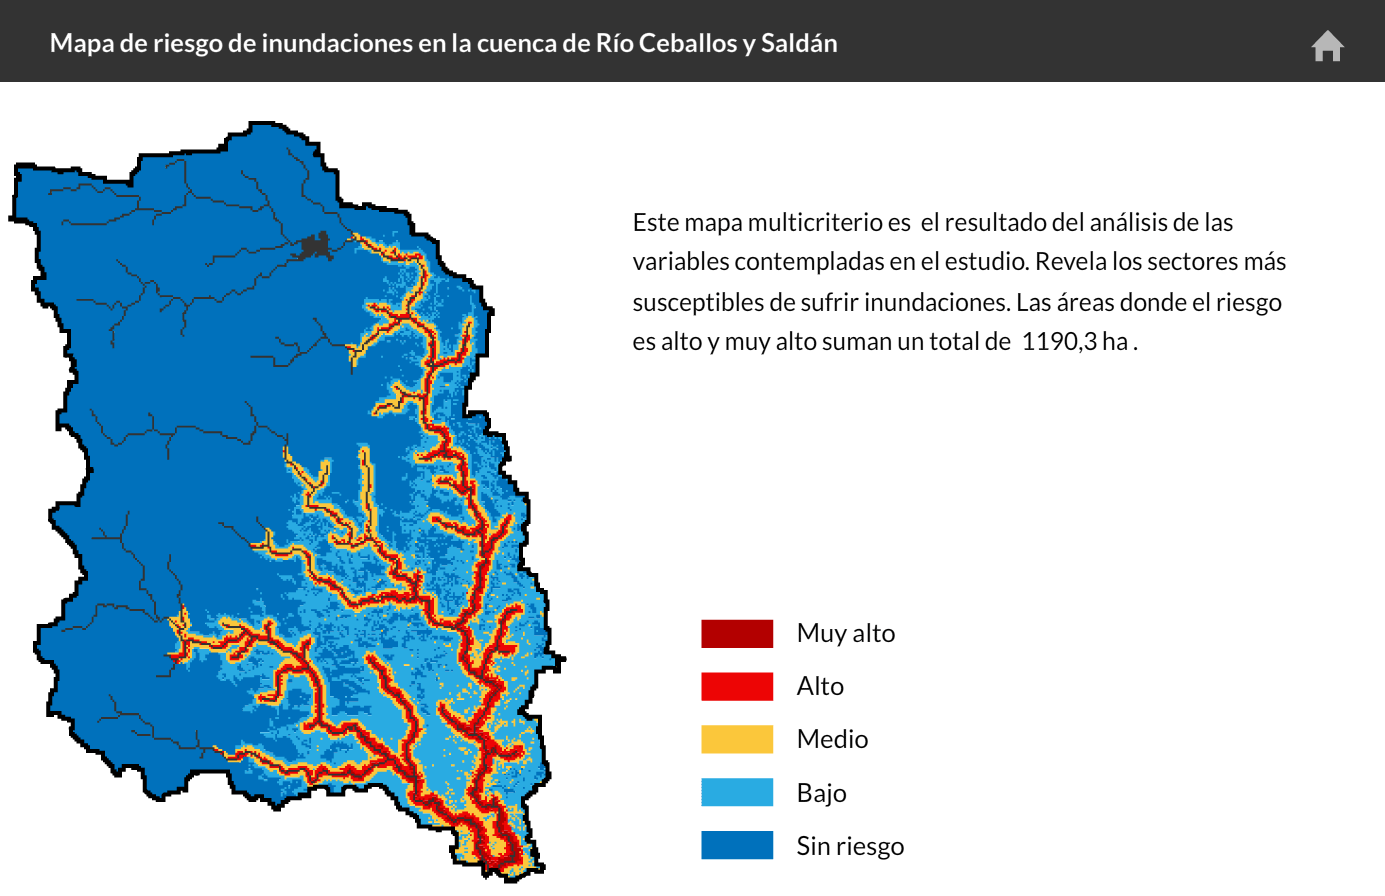 Mapa de riesgo de inundaciones en la cuenca de Río Ceballos y Saldán
Este mapa multicriterio es el resultado del análisis de las
variables contempladas en el estudio. Revela los sectores más
susceptibles de sufrir inundaciones. Las áreas donde el riesgo
es alto y muy alto suman un total de 1190,3 ha .
Muy alto
Alto
Medio
Bajo
Sin riesgo